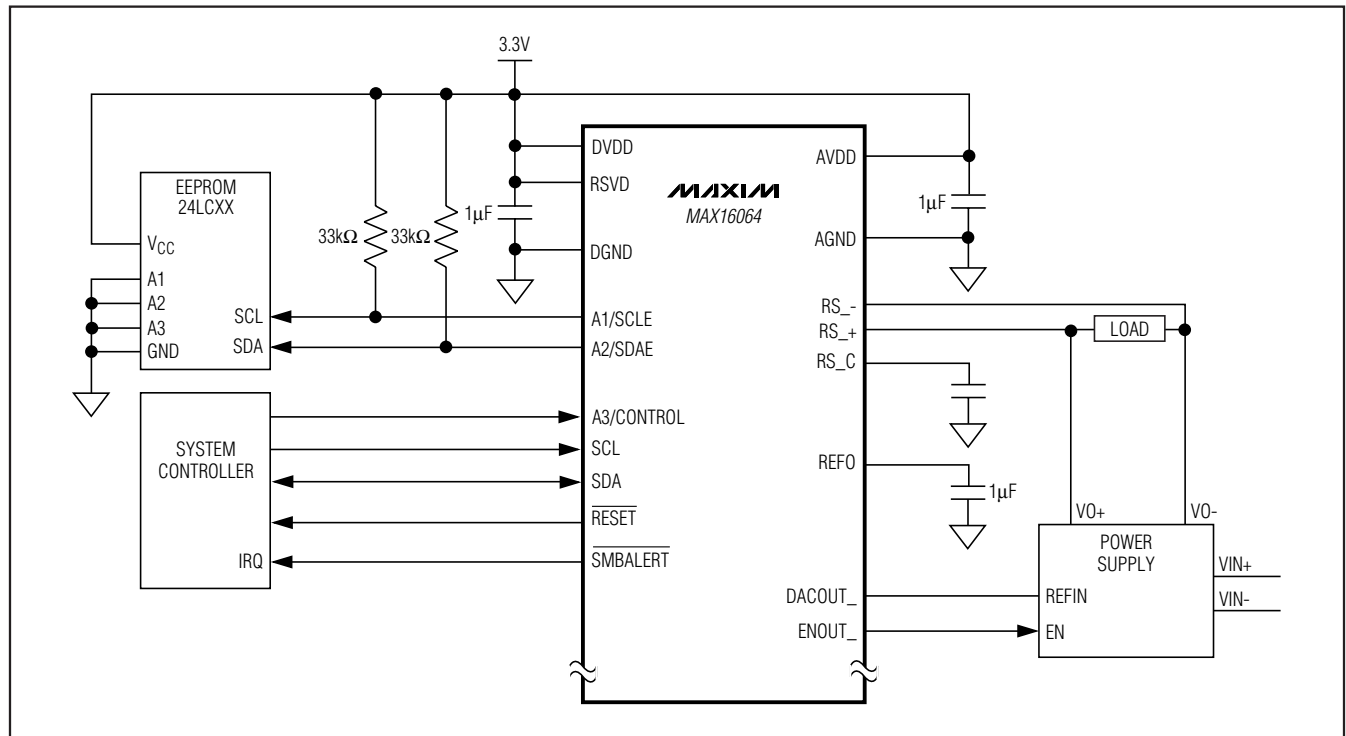 3.3V
EEPROM
24LCXX
VCC
A1
A2
A3
GND
SCL
SDA
33kΩ
33kΩ
1µF
DVDD
RSVD
DGND
A1/SCLE
A2/SDAE
A3/CONTROL
SCL
SDA
RESET
SMBALERT
MAXIM
MAX16064
AVDD
AGND
RS_-
RS_+
RS_C
REFO
DACOUT_
ENOUT_
1µF
LOAD
1µF
SYSTEM
CONTROLLER
IRQ
VO+
VO-
POWER
SUPPLY
REFIN
EN
VIN+
VIN-